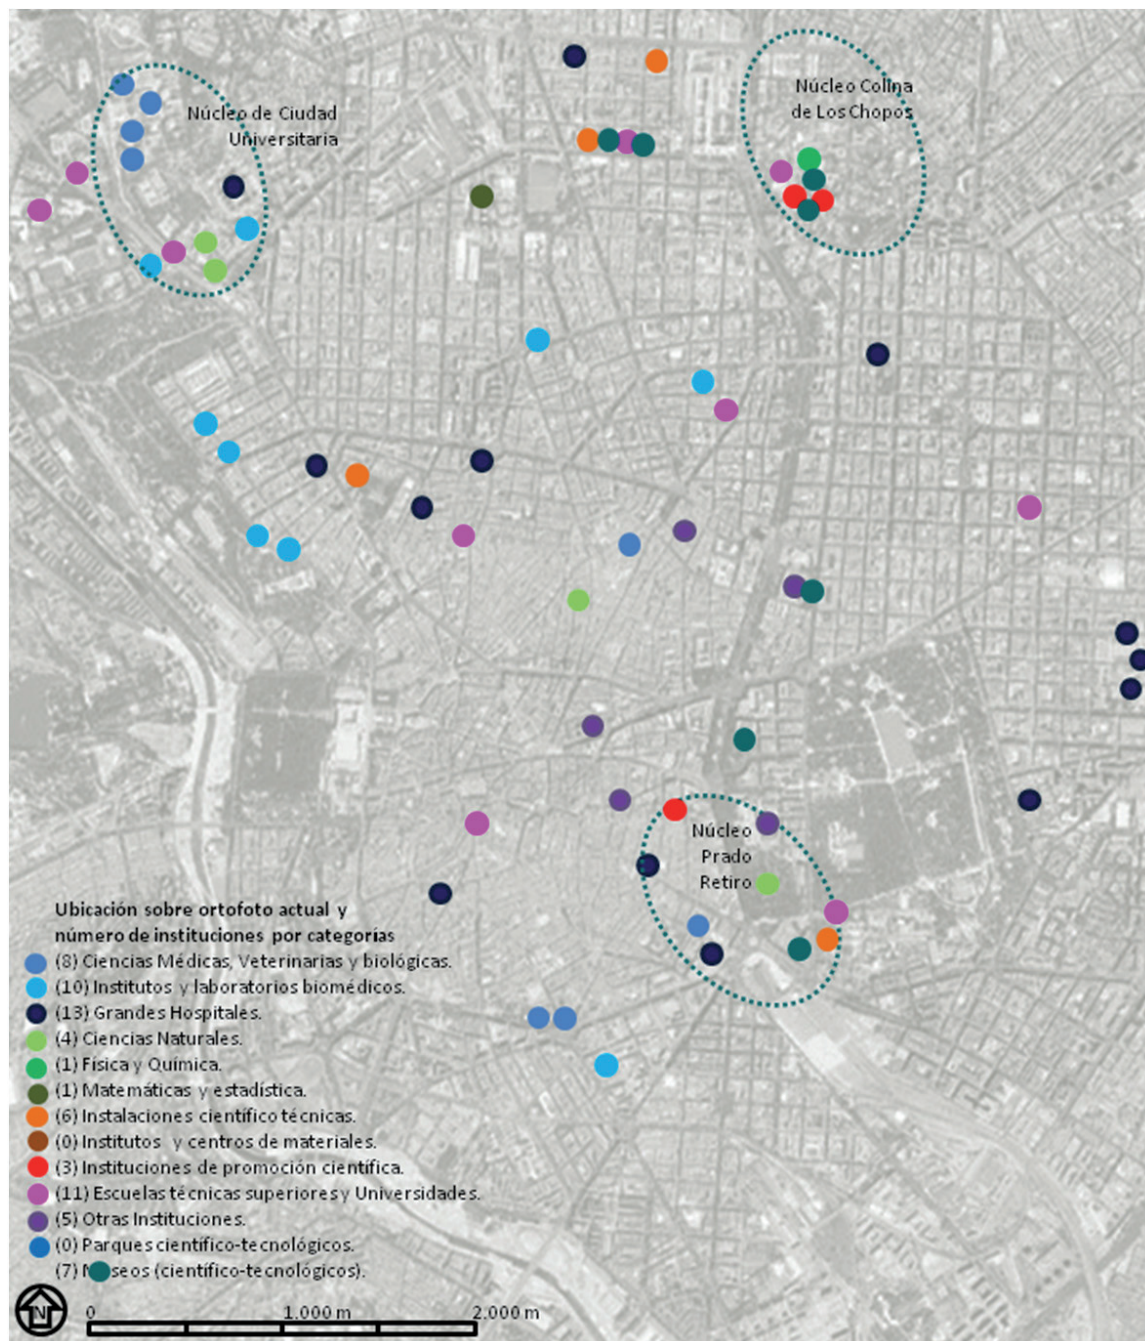 Núcleo de Ciudad
Universitaria
Núcleo Colina
de Los Chopos
Núcleo
Prado
Retiro
Ubicación sobre ortofoto actual y
número de instituciones por categorías
(8) Ciencias Médicas, Veterinarias y biológicas.
(10) Institutos y laboratorios biomédicos.
(13) Grandes Hospitales.
(4) Ciencias Naturales.
(1) Física y Química.
(1) Matemáticas y estadística.
(6) Instalaciones científico técnicas.
(0) Institutos y centros de materiales.
(3) Instituciones de promoción científica.
(11) Escuelas técnicas superiores y Universidades.
(5) Otras Instituciones.
(0) Parques científico-tecnológicos.
(7) Museos (científico-tecnológicos).
N 0 1.000 m 2.000 m